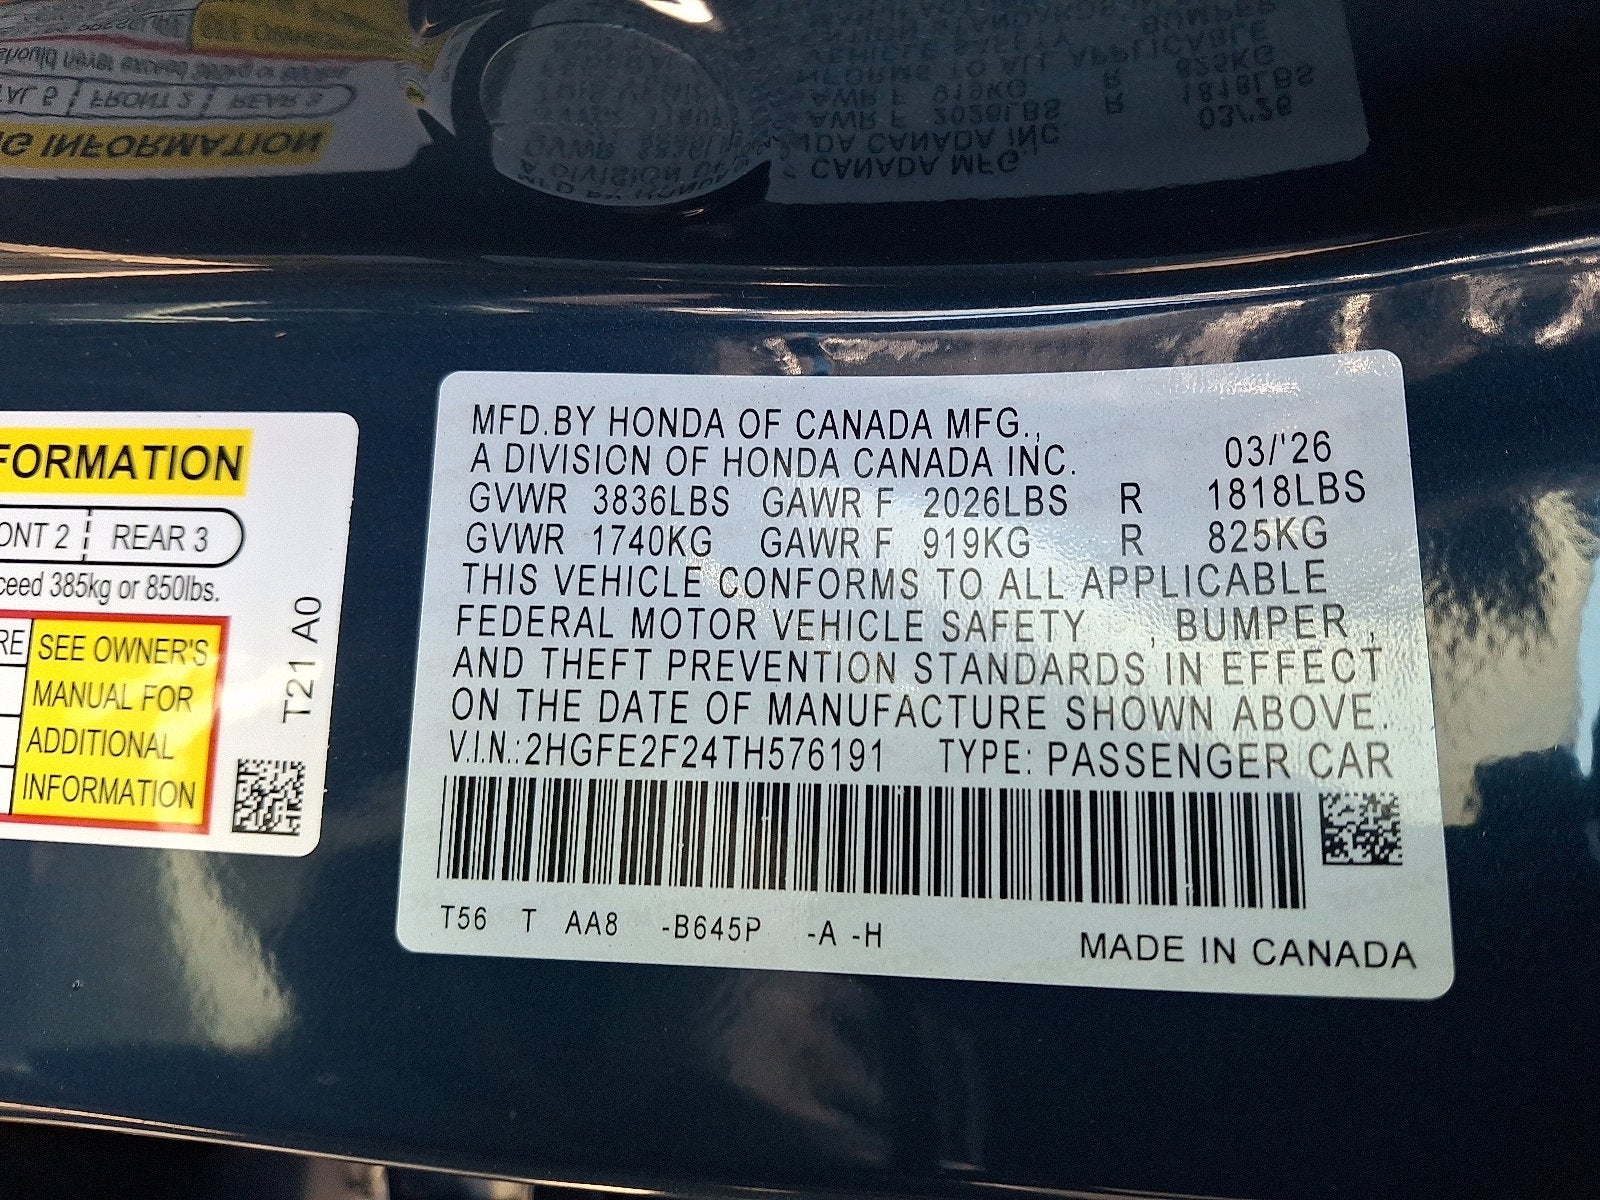 FORMATION
ONT 2 | REAR 3
ceed 385kg or 850lbs.
RE
SEE OWNER'S
MANUAL FOR
ADDITIONAL
INFORMATION
T21 A0
MFD.BY HONDA OF CANADA MFG.,
A DIVISION OF HONDA CANADA INC. 03/'26
GVWR 3836LBS GAWR F 2026LBS R 1818LBS
GVWR 1740KG GAWR F 919KG R 825KG
THIS VEHICLE CONFORMS TO ALL APPLICABLE
FEDERAL MOTOR VEHICLE SAFETY , BUMPER ,
AND THEFT PREVENTION STANDARDS IN EFFECT
ON THE DATE OF MANUFACTURE SHOWN ABOVE.
V.I.N.:2HGFE2F24TH576191 TYPE: PASSENGER CAR
T56 T AA8 -B645P -A -H
MADE IN CANADA